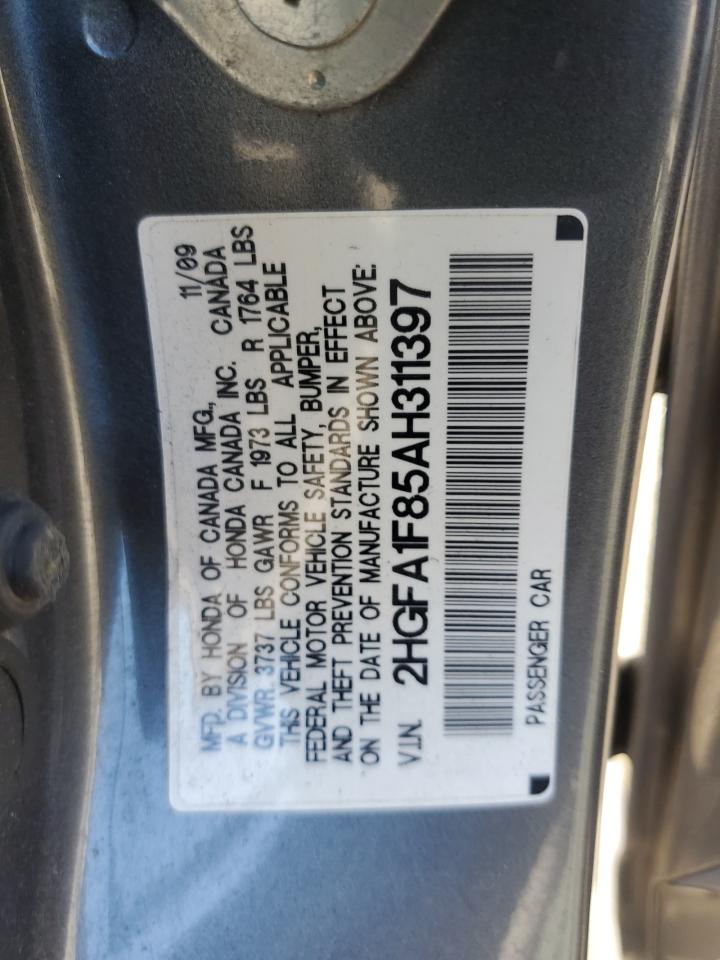 MFD. BY HONDA OF CANADA MFG., 11/09
A DIVISION OF HONDA CANADA INC. CANADA
GVWR 3737 LBS GAWR F 1973 LBS R 1764 LBS
THIS VEHICLE CONFORMS TO ALL APPLICABLE
FEDERAL MOTOR VEHICLE SAFETY, BUMPER,
AND THEFT PREVENTION STANDARDS IN EFFECT
ON THE DATE OF MANUFACTURE SHOWN ABOVE:
V.I.N. 2HGFA1F85AH311397
PASSENGER CAR